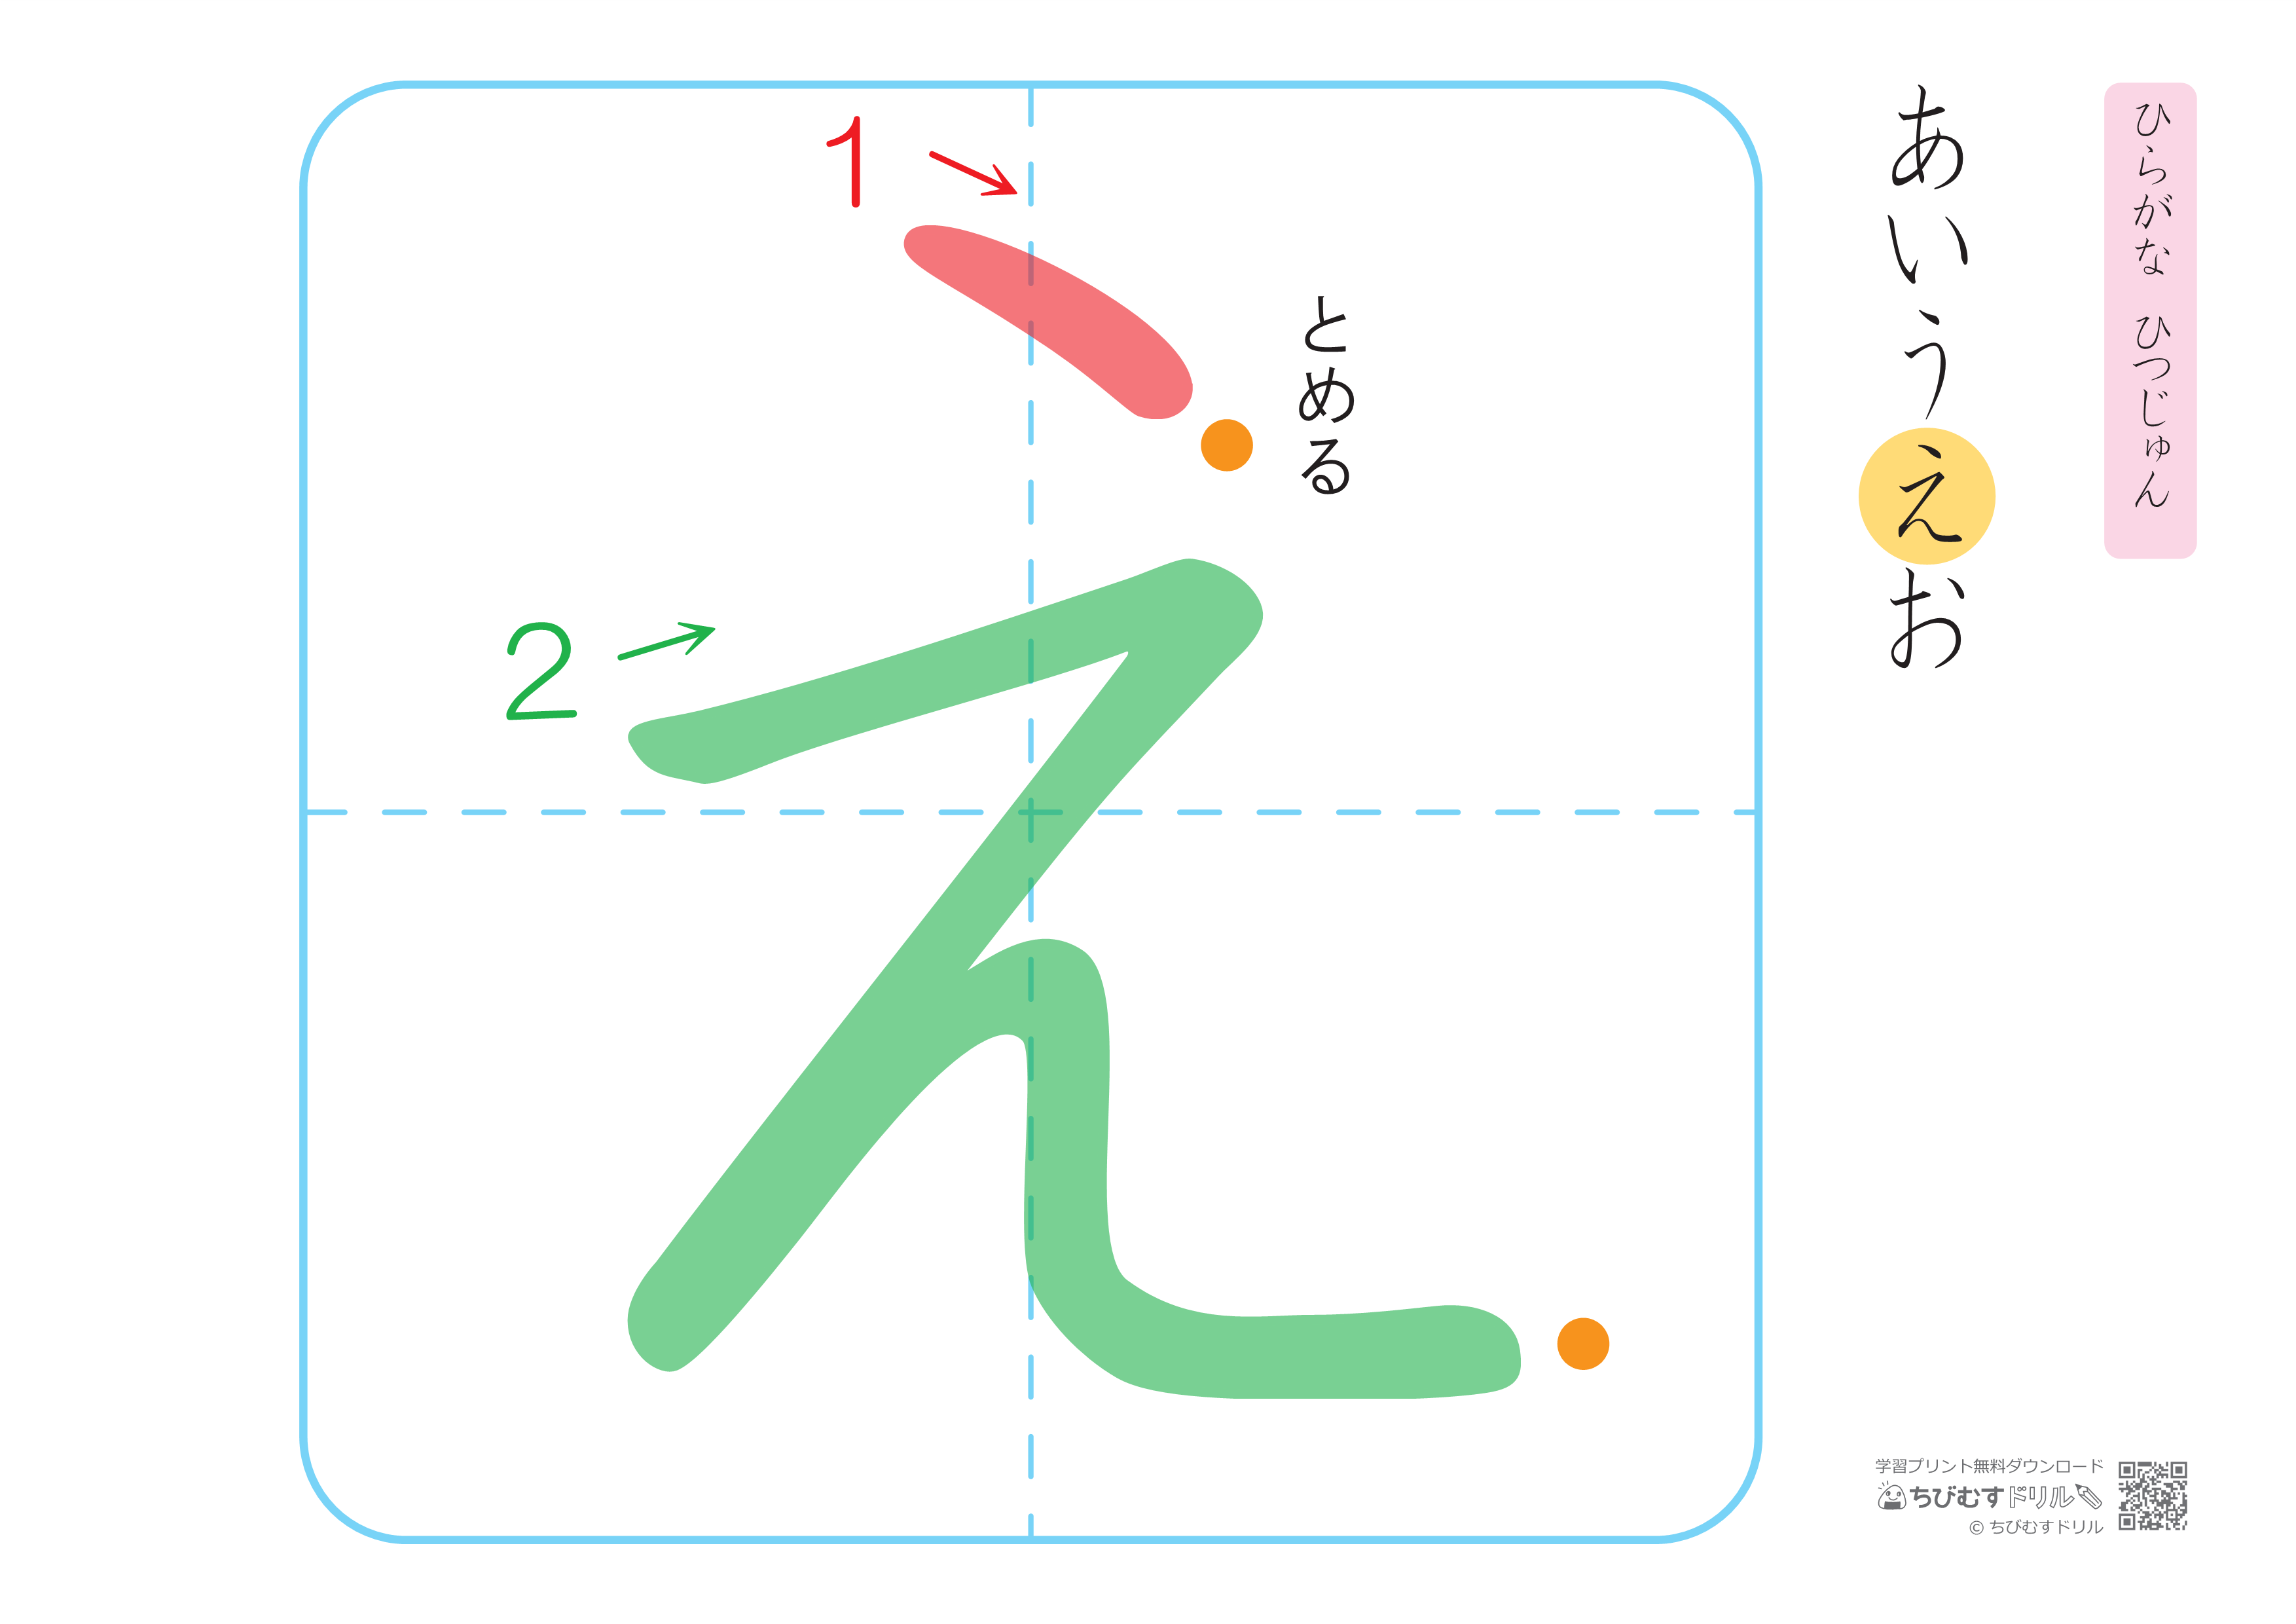 ひらがな ひつじゅん
あいうえお
とめる
1
2
え
学習プリント無料ダウンロード
ちびむすドリル
© ちびむすドリル